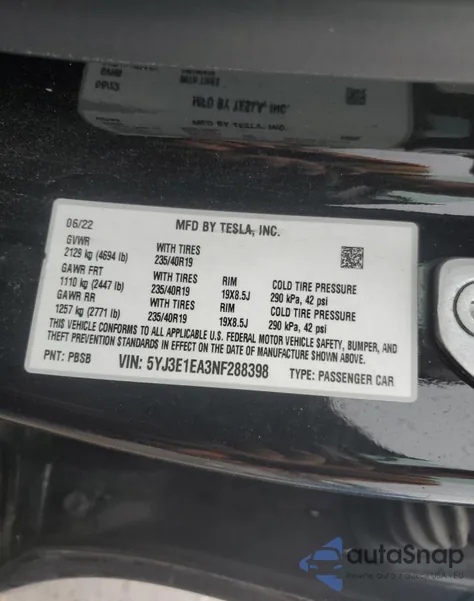 06/22 MFD BY TESLA, INC.
GVWR WITH TIRES
2129 kg (4694 lb) 235/40R19
GAWR FRT WITH TIRES RIM COLD TIRE PRESSURE
1110 kg (2447 lb) 235/40R19 19X8.5J 290 kPa, 42 psi
GAWR RR WITH TIRES RIM COLD TIRE PRESSURE
1257 kg (2771 lb) 235/40R19 19X8.5J 290 kPa, 42 psi
THIS VEHICLE CONFORMS TO ALL APPLICABLE U.S. FEDERAL MOTOR VEHICLE SAFETY, BUMPER, AND
THEFT PREVENTION STANDARDS IN EFFECT ON THE DATE OF MANUFACTURE SHOWN ABOVE.
PNT: PBSB VIN: 5YJ3E1EA3NF288398 TYPE: PASSENGER CAR
autoSnap